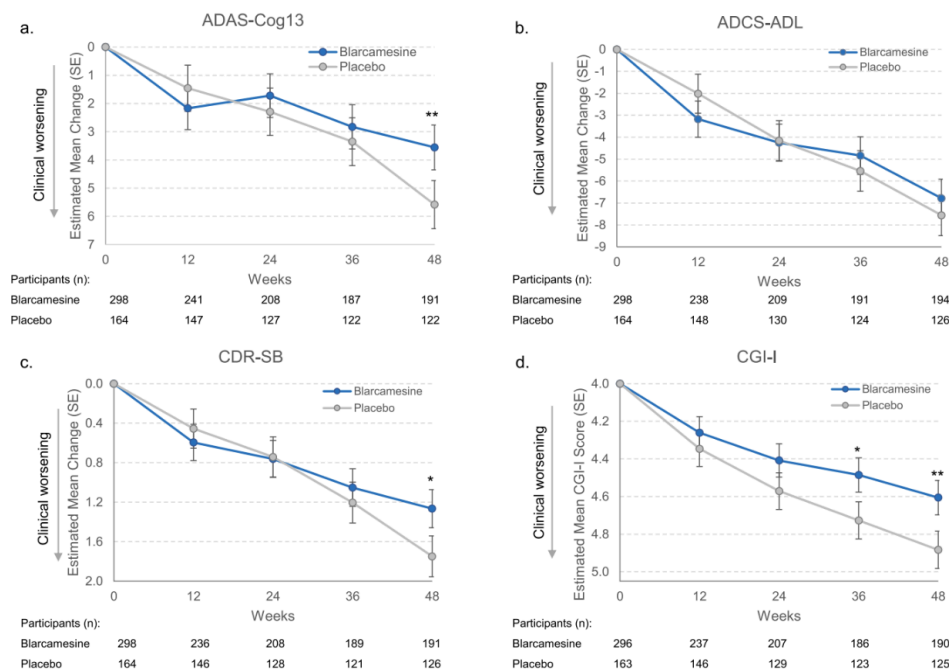 a.
ADAS-Cog13
Clinical worsening
Estimated Mean Change (SE)
0
1
2
3
4
5
6
7
Blarcamesine
Placebo
**
0 12 24 36 48
Weeks
Participants (n):
Blarcamesine 298 241 208 187 191
Placebo 164 147 127 122 122
b.
ADCS-ADL
Clinical worsening
Estimated Mean Change (SE)
0
-1
-2
-3
-4
-5
-6
-7
-8
-9
Blarcamesine
Placebo
0 12 24 36 48
Weeks
Participants (n):
Blarcamesine 298 238 209 191 194
Placebo 164 148 130 124 126
c.
CDR-SB
Clinical worsening
Estimated Mean Change (SE)
0.0
0.4
0.8
1.2
1.6
2.0
Blarcamesine
Placebo
*
0 12 24 36 48
Weeks
Participants (n):
Blarcamesine 298 236 208 189 191
Placebo 164 146 128 121 126
d.
CGI-I
Clinical worsening
Estimated Mean CGI-I Score (SE)
4.0
4.2
4.4
4.6
4.8
5.0
Blarcamesine
Placebo
*
**
0 12 24 36 48
Weeks
Participants (n):
Blarcamesine 296 237 207 186 190
Placebo 163 146 129 123 125